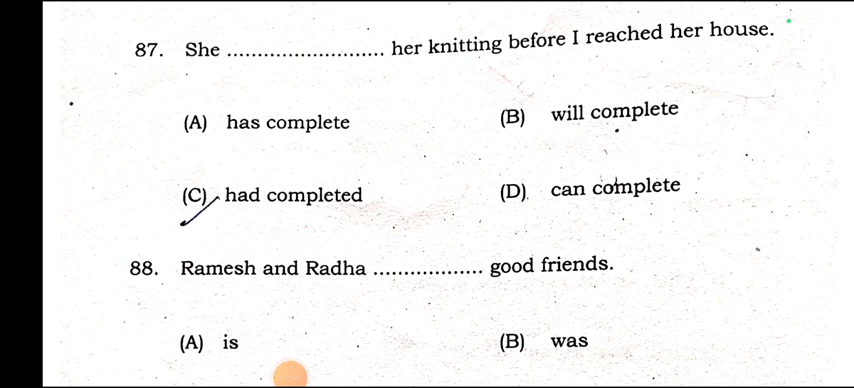 87. She .......................... her knitting before I reached her house.
(A) has complete (B) will complete
(C) had completed (D) can complete
88. Ramesh and Radha .................. good friends.
(A) is (B) was